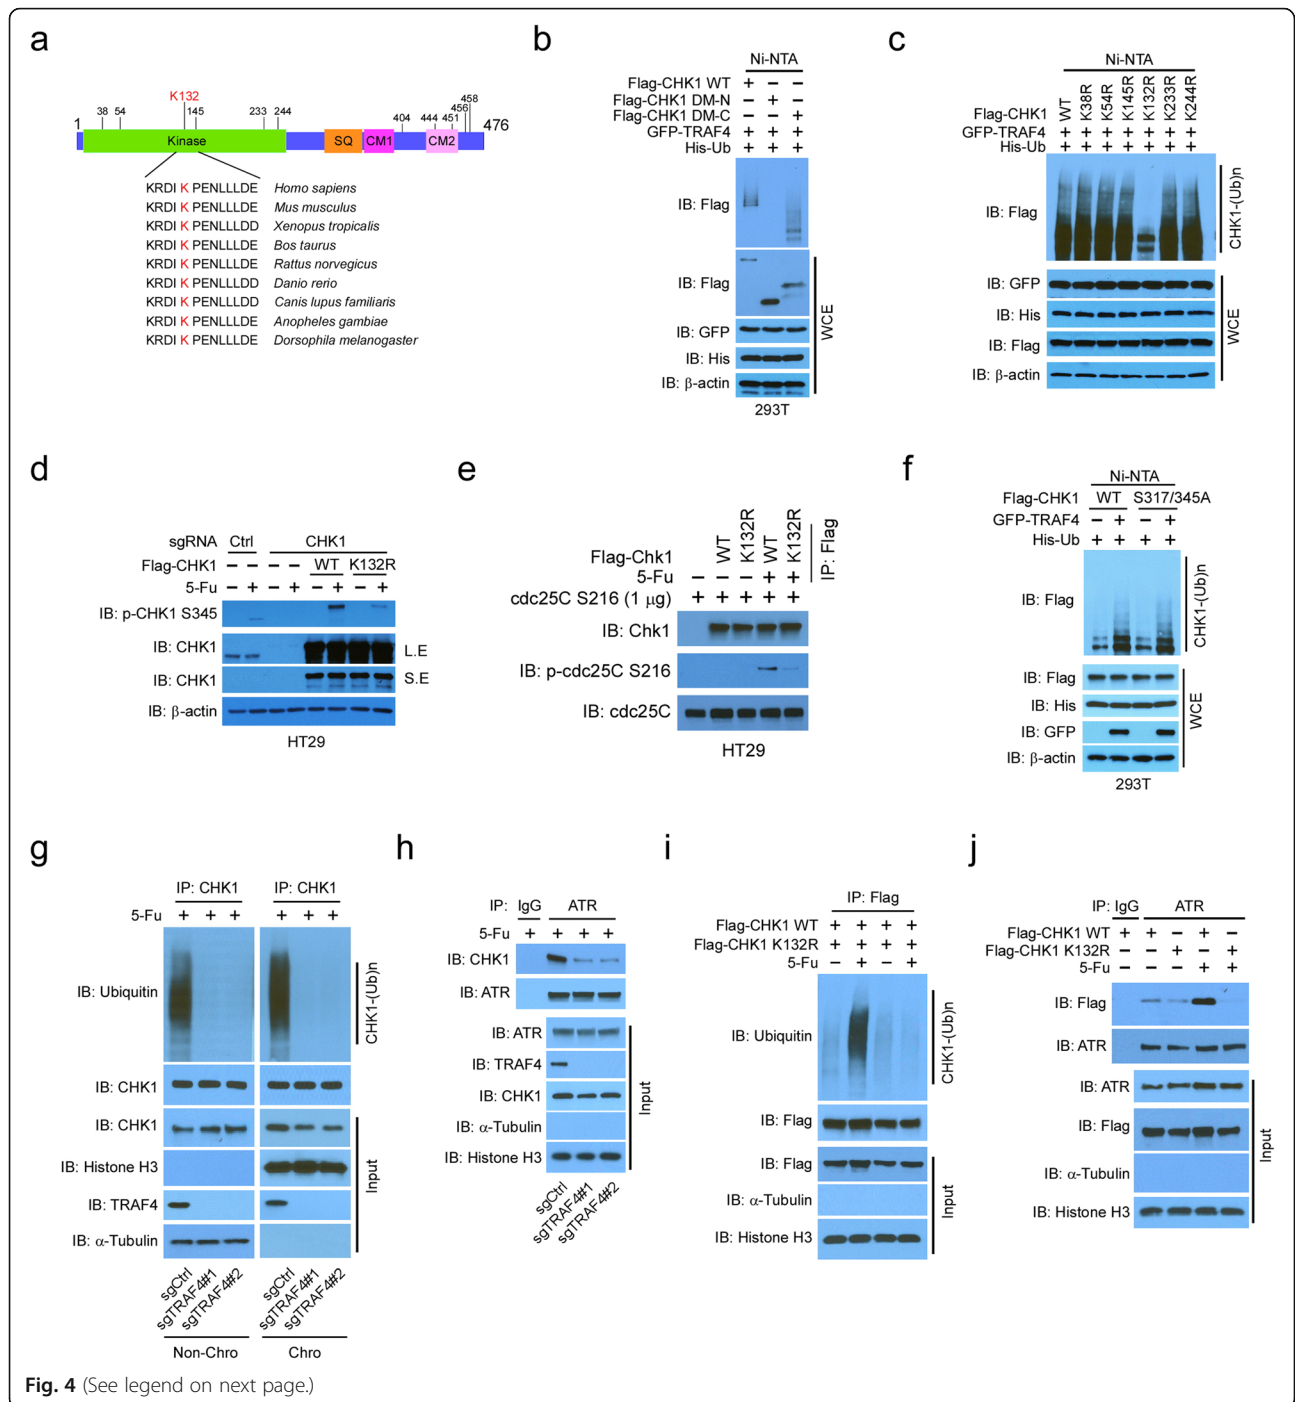 a
K132
1 38 54 145 233 244 404 444 451 456 458 476
Kinase SQ CM1 CM2
KRDI K PENLLLDE Homo sapiens
KRDI K PENLLLDE Mus musculus
KRDI K PENLLLDD Xenopus tropicalis
KRDI K PENLLLDE Bos taurus
KRDI K PENLLLDE Rattus norvegicus
KRDI K PENLLLDD Danio rerio
KRDI K PENLLLDD Canis lupus familiaris
KRDI K PENLLLDE Anopheles gambiae
KRDI K PENLLLDE Dorsophila melanogaster
b
Ni-NTA
Flag-CHK1 WT + – –
Flag-CHK1 DM-N – + –
Flag-CHK1 DM-C – – +
GFP-TRAF4 + + +
His-Ub + + +
IB: Flag
IB: Flag
IB: GFP
IB: His
IB: β-actin
WCE
293T
c
Ni-NTA
Flag-CHK1 WT K38R K54R K145R K132R K233R K244R
GFP-TRAF4 + + + + + + +
His-Ub + + + + + + +
IB: Flag
CHK1-(Ub)n
IB: GFP
IB: His
IB: Flag
IB: β-actin
WCE
d
sgRNA Ctrl CHK1
Flag-CHK1 – – – – WT K132R
5-Fu – + – + – + – +
IB: p-CHK1 S345
IB: CHK1 L.E
IB: CHK1 S.E
IB: β-actin
HT29
e
Flag-Chk1 WT K132R WT K132R
IP: Flag
5-Fu – – – + +
cdc25C S216 (1 μg) + + + + +
IB: Chk1
IB: p-cdc25C S216
IB: cdc25C
HT29
f
Ni-NTA
Flag-CHK1 WT S317/345A
GFP-TRAF4 – + – +
His-Ub + + + +
IB: Flag
CHK1-(Ub)n
IB: Flag
IB: His
IB: GFP
IB: β-actin
WCE
293T
g
IP: CHK1 IP: CHK1
5-Fu + + + + + +
IB: Ubiquitin
CHK1-(Ub)n
IB: CHK1
IB: CHK1
IB: Histone H3
IB: TRAF4
IB: α-Tubulin
Input
sgCtrl sgTRAF4#1 sgTRAF4#2 sgCtrl sgTRAF4#1 sgTRAF4#2
Non-Chro Chro
h
IP: IgG ATR
5-Fu + + + +
IB: CHK1
IB: ATR
IB: ATR
IB: TRAF4
IB: CHK1
IB: α-Tubulin
IB: Histone H3
Input
sgCtrl sgTRAF4#1 sgTRAF4#2
i
IP: Flag
Flag-CHK1 WT + + + +
Flag-CHK1 K132R + + + +
5-Fu – + – +
IB: Ubiquitin
CHK1-(Ub)n
IB: Flag
IB: Flag
IB: α-Tubulin
IB: Histone H3
Input
j
IP: IgG ATR
Flag-CHK1 WT + + – + –
Flag-CHK1 K132R – – + – +
5-Fu – – – + +
IB: Flag
IB: ATR
IB: ATR
IB: Flag
IB: α-Tubulin
IB: Histone H3
Input
Fig. 4 (See legend on next page.)